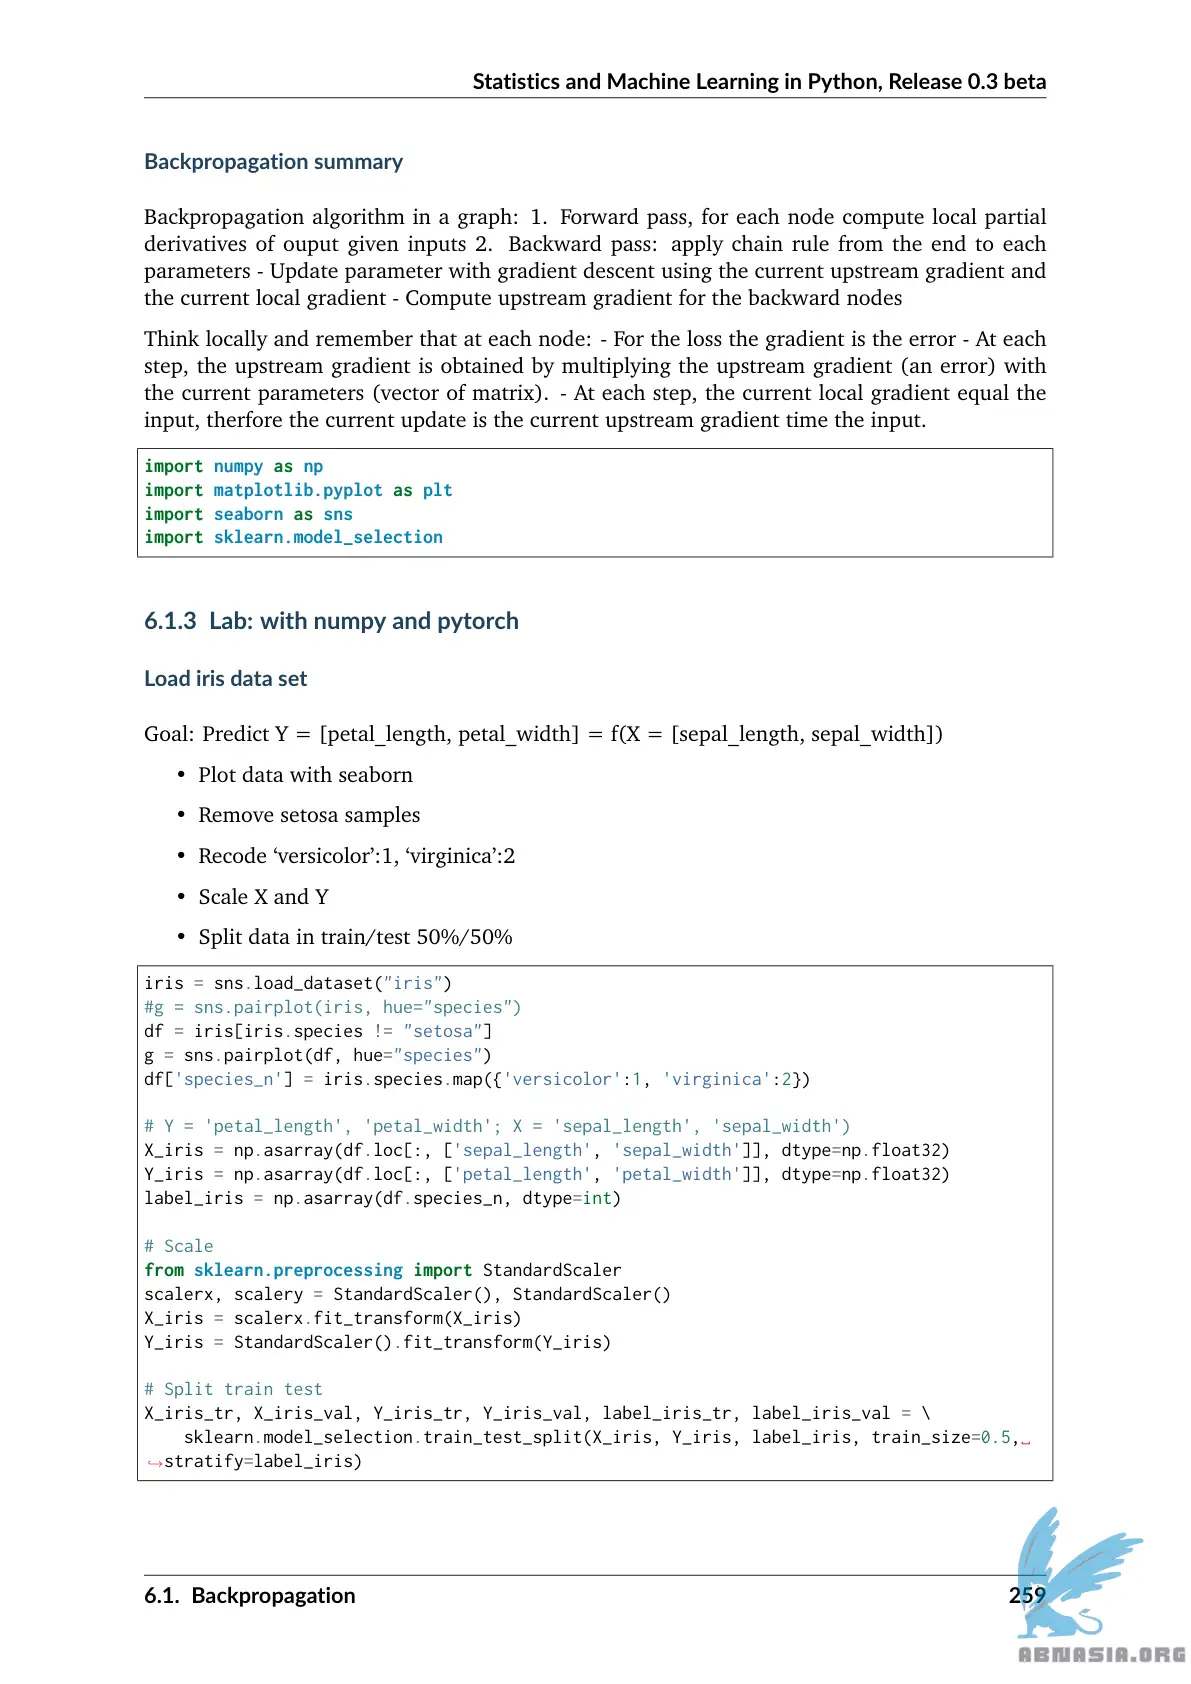 Statistics and Machine Learning in Python, Release 0.3 beta
Backpropagation summary
Backpropagation algorithm in a graph: 1. Forward pass, for each node compute local partial
derivatives of ouput given inputs 2. Backward pass: apply chain rule from the end to each
parameters - Update parameter with gradient descent using the current upstream gradient and
the current local gradient - Compute upstream gradient for the backward nodes
Think locally and remember that at each node: - For the loss the gradient is the error - At each
step, the upstream gradient is obtained by multiplying the upstream gradient (an error) with
the current parameters (vector of matrix). - At each step, the current local gradient equal the
input, therfore the current update is the current upstream gradient time the input.
import numpy as np
import matplotlib.pyplot as plt
import seaborn as sns
import sklearn.model_selection
6.1.3 Lab: with numpy and pytorch
Load iris data set
Goal: Predict Y = [petal_length, petal_width] = f(X = [sepal_length, sepal_width])
• Plot data with seaborn
• Remove setosa samples
• Recode ‘versicolor’:1, ‘virginica’:2
• Scale X and Y
• Split data in train/test 50%/50%
iris = sns.load_dataset("iris")
#g = sns.pairplot(iris, hue="species")
df = iris[iris.species != "setosa"]
g = sns.pairplot(df, hue="species")
df['species_n'] = iris.species.map({'versicolor':1, 'virginica':2})
# Y = 'petal_length', 'petal_width'; X = 'sepal_length', 'sepal_width')
X_iris = np.asarray(df.loc[:, ['sepal_length', 'sepal_width']], dtype=np.float32)
Y_iris = np.asarray(df.loc[:, ['petal_length', 'petal_width']], dtype=np.float32)
label_iris = np.asarray(df.species_n, dtype=int)
# Scale
from sklearn.preprocessing import StandardScaler
scalerx, scalery = StandardScaler(), StandardScaler()
X_iris = scalerx.fit_transform(X_iris)
Y_iris = StandardScaler().fit_transform(Y_iris)
# Split train test
X_iris_tr, X_iris_val, Y_iris_tr, Y_iris_val, label_iris_tr, label_iris_val = \
    sklearn.model_selection.train_test_split(X_iris, Y_iris, label_iris, train_size=0.5,␣
↪stratify=label_iris)
6.1. Backpropagation 259
ABNASIA.ORG